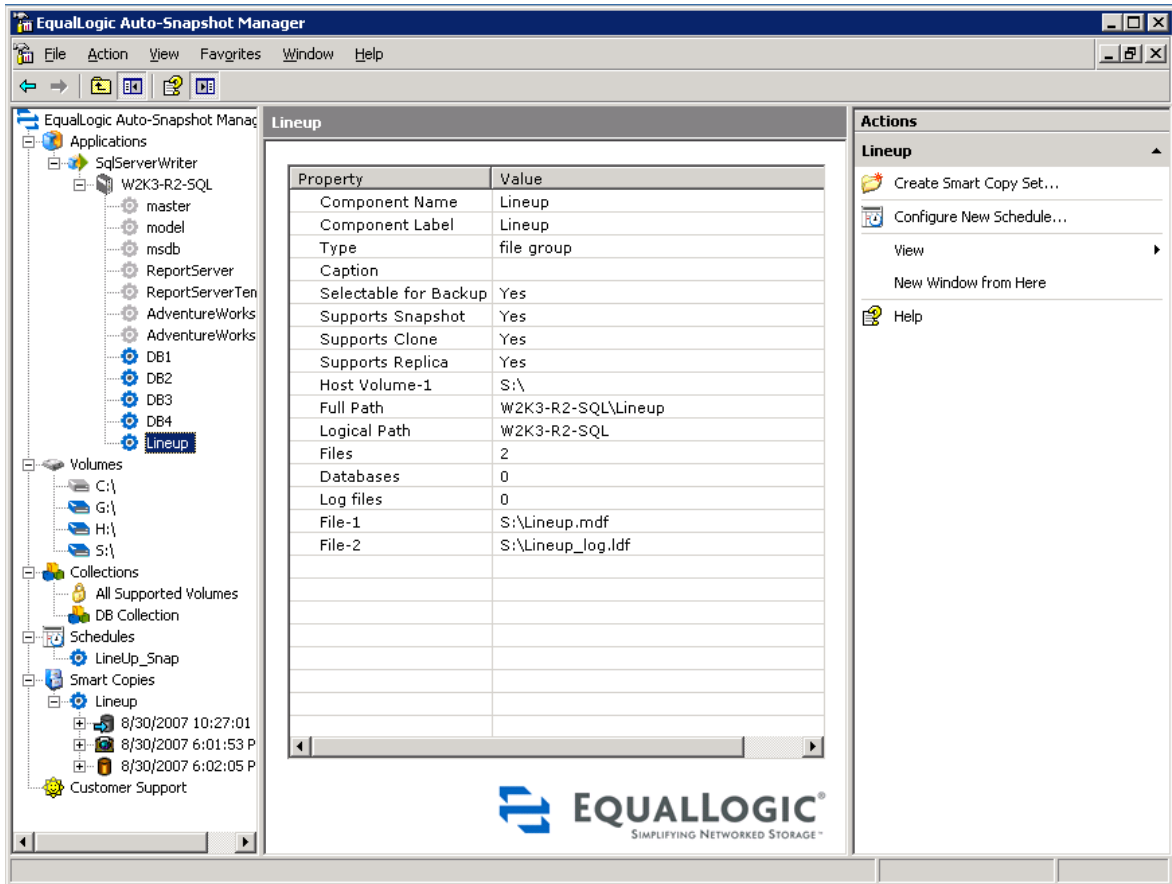 EqualLogic Auto-Snapshot Manager
File Action View Favorites Window Help
EqualLogic Auto-Snapshot Manag
Applications
SqlServerWriter
W2K3-R2-SQL
master
model
msdb
ReportServer
ReportServerTen
AdventureWorks
AdventureWorks
DB1
DB2
DB3
DB4
Lineup
Volumes
C:\
G:\
H:\
S:\
Collections
All Supported Volumes
DB Collection
Schedules
LineUp_Snap
Smart Copies
Lineup
8/30/2007 10:27:01
8/30/2007 6:01:53 P
8/30/2007 6:02:05 P
Customer Support
Lineup
Property Value
Component Name Lineup
Component Label Lineup
Type file group
Caption
Selectable for Backup Yes
Supports Snapshot Yes
Supports Clone Yes
Supports Replica Yes
Host Volume-1 S:\
Full Path W2K3-R2-SQL\Lineup
Logical Path W2K3-R2-SQL
Files 2
Databases 0
Log files 0
File-1 S:\Lineup.mdf
File-2 S:\Lineup_log.ldf
EQUALLOGIC®
SIMPLIFYING NETWORKED STORAGE™
Actions
Lineup
Create Smart Copy Set...
Configure New Schedule...
View
New Window from Here
Help